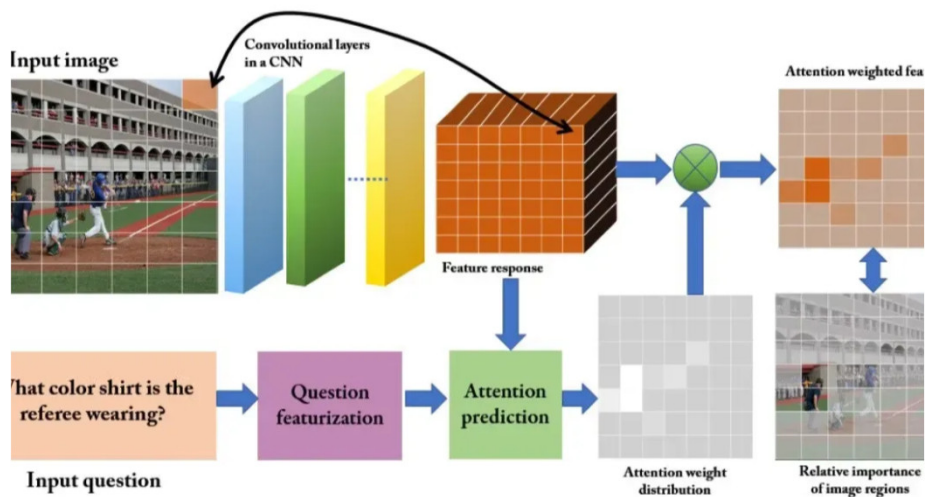 Input image
Convolutional layers
in a CNN
Attention weighted fea
Feature response
What color shirt is the
referee wearing?
Question
featurization
Attention
prediction
Input question
Attention weight
distribution
Relative importance
of image regions